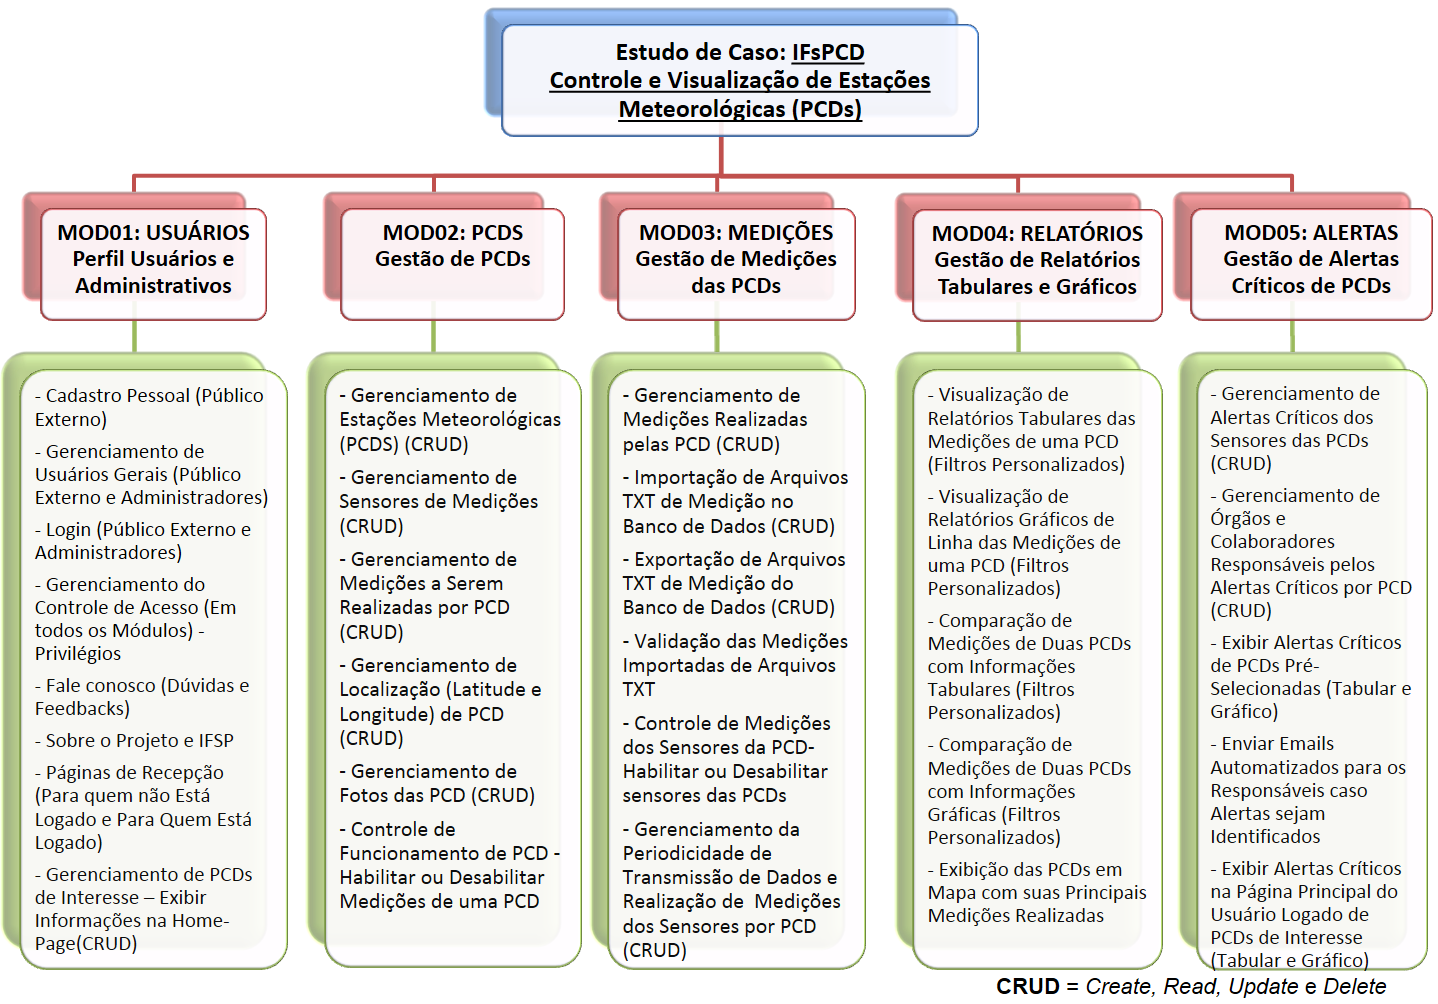 Estudo de Caso: IFsPCD
Controle e Visualização de Estações
Meteorológicas (PCDs)
MOD01: USUÁRIOS
Perfil Usuários e
Administrativos
MOD02: PCDS
Gestão de PCDs
MOD03: MEDIÇÕES
Gestão de Medições
das PCDs
MOD04: RELATÓRIOS
Gestão de Relatórios
Tabulares e Gráficos
MOD05: ALERTAS
Gestão de Alertas
Críticos de PCDs
- Cadastro Pessoal (Público
Externo)
- Gerenciamento de
Usuários Gerais (Público
Externo e Administradores)
- Login (Público Externo e
Administradores)
- Gerenciamento do
Controle de Acesso (Em
todos os Módulos) -
Privilégios
- Fale conosco (Dúvidas e
Feedbacks)
- Sobre o Projeto e IFSP
- Páginas de Recepção
(Para quem não Está
Logado e Para Quem Está
Logado)
- Gerenciamento de PCDs
de Interesse – Exibir
Informações na Home-
Page(CRUD)
- Gerenciamento de
Estações Meteorológicas
(PCDS) (CRUD)
- Gerenciamento de
Sensores de Medições
(CRUD)
- Gerenciamento de
Medições a Serem
Realizadas por PCD
(CRUD)
- Gerenciamento de
Localização (Latitude e
Longitude) de PCD
(CRUD)
- Gerenciamento de
Fotos das PCD (CRUD)
- Controle de
Funcionamento de PCD -
Habilitar ou Desabilitar
Medições de uma PCD
- Gerenciamento de
Medições Realizadas
pelas PCD (CRUD)
- Importação de Arquivos
TXT de Medição no
Banco de Dados (CRUD)
- Exportação de Arquivos
TXT de Medição do
Banco de Dados (CRUD)
- Validação das Medições
Importadas de Arquivos
TXT
- Controle de Medições
dos Sensores da PCD-
Habilitar ou Desabilitar
sensores das PCDs
- Gerenciamento da
Periodicidade de
Transmissão de Dados e
Realização de Medições
dos Sensores por PCD
(CRUD)
- Visualização de
Relatórios Tabulares das
Medições de uma PCD
(Filtros Personalizados)
- Visualização de
Relatórios Gráficos de
Linha das Medições de
uma PCD (Filtros
Personalizados)
- Comparação de
Medições de Duas PCDs
com Informações
Tabulares (Filtros
Personalizados)
- Comparação de
Medições de Duas PCDs
com Informações
Gráficas (Filtros
Personalizados)
- Exibição das PCDs em
Mapa com suas Principais
Medições Realizadas
- Gerenciamento de
Alertas Críticos dos
Sensores das PCDs
(CRUD)
- Gerenciamento de
Órgãos e
Colaboradores
Responsáveis pelos
Alertas Críticos por PCD
(CRUD)
- Exibir Alertas Críticos
de PCDs Pré-
Selecionadas (Tabular e
Gráfico)
- Enviar Emails
Automatizados para os
Responsáveis caso
Alertas sejam
Identificados
- Exibir Alertas Críticos
na Página Principal do
Usuário Logado de
PCDs de Interesse
(Tabular e Gráfico)
CRUD = Create, Read, Update e Delete